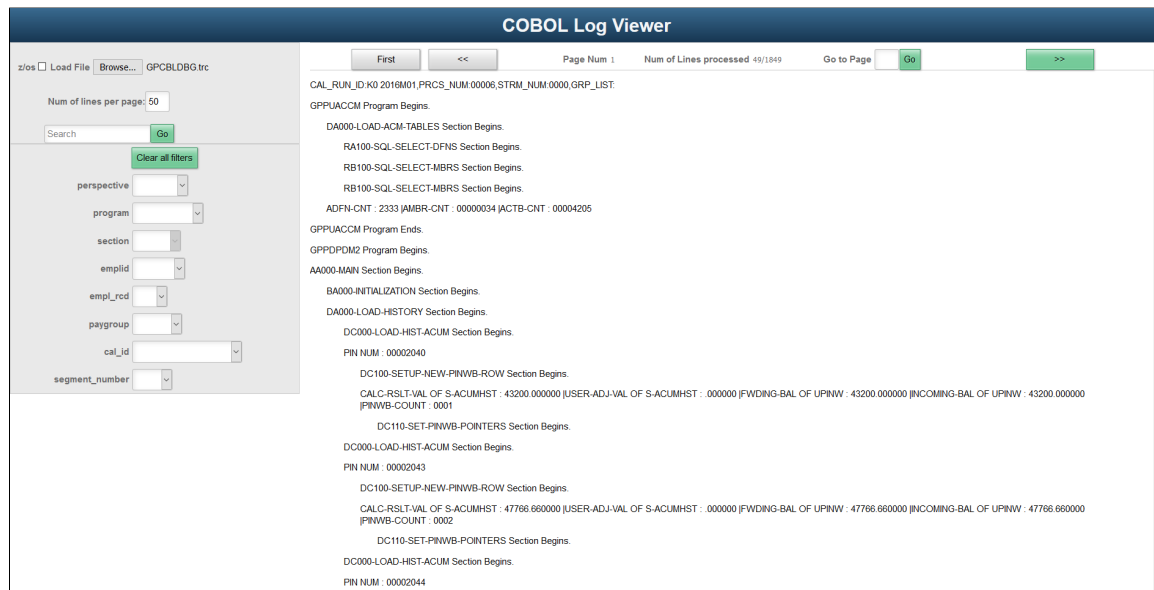 COBOL Log Viewer
z/os Load File Browse... GPCBLDBG.trc
Num of lines per page: 50
Search Go
Clear all filters
perspective
program
section
emplid
empl_rcd
paygroup
cal_id
segment_number
First << Page Num 1 Num of Lines processed 49/1849 Go to Page Go >>
CAL_RUN_ID:K0 2016M01,PRCS_NUM:00006,STRM_NUM:0000,GRP_LIST:
GPPUACCM Program Begins.
DA000-LOAD-ACM-TABLES Section Begins.
RA100-SQL-SELECT-DFNS Section Begins.
RB100-SQL-SELECT-MBRS Section Begins.
RB100-SQL-SELECT-MBRS Section Begins.
ADFN-CNT : 2333 |AMBR-CNT : 00000034 |ACTB-CNT : 00004205
GPPUACCM Program Ends.
GPPDPDM2 Program Begins.
AA000-MAIN Section Begins.
BA000-INITIALIZATION Section Begins.
DA000-LOAD-HISTORY Section Begins.
DC000-LOAD-HIST-ACUM Section Begins.
PIN NUM : 00002040
DC100-SETUP-NEW-PINWB-ROW Section Begins.
CALC-RSLT-VAL OF S-ACUMHST : 43200.000000 |USER-ADJ-VAL OF S-ACUMHST : .000000 |FWDING-BAL OF UPINW : 43200.000000 |INCOMING-BAL OF UPINW : 43200.000000
|PINWB-COUNT : 0001
DC110-SET-PINWB-POINTERS Section Begins.
DC000-LOAD-HIST-ACUM Section Begins.
PIN NUM : 00002043
DC100-SETUP-NEW-PINWB-ROW Section Begins.
CALC-RSLT-VAL OF S-ACUMHST : 47766.660000 |USER-ADJ-VAL OF S-ACUMHST : .000000 |FWDING-BAL OF UPINW : 47766.660000 |INCOMING-BAL OF UPINW : 47766.660000
|PINWB-COUNT : 0002
DC110-SET-PINWB-POINTERS Section Begins.
DC000-LOAD-HIST-ACUM Section Begins.
PIN NUM : 00002044